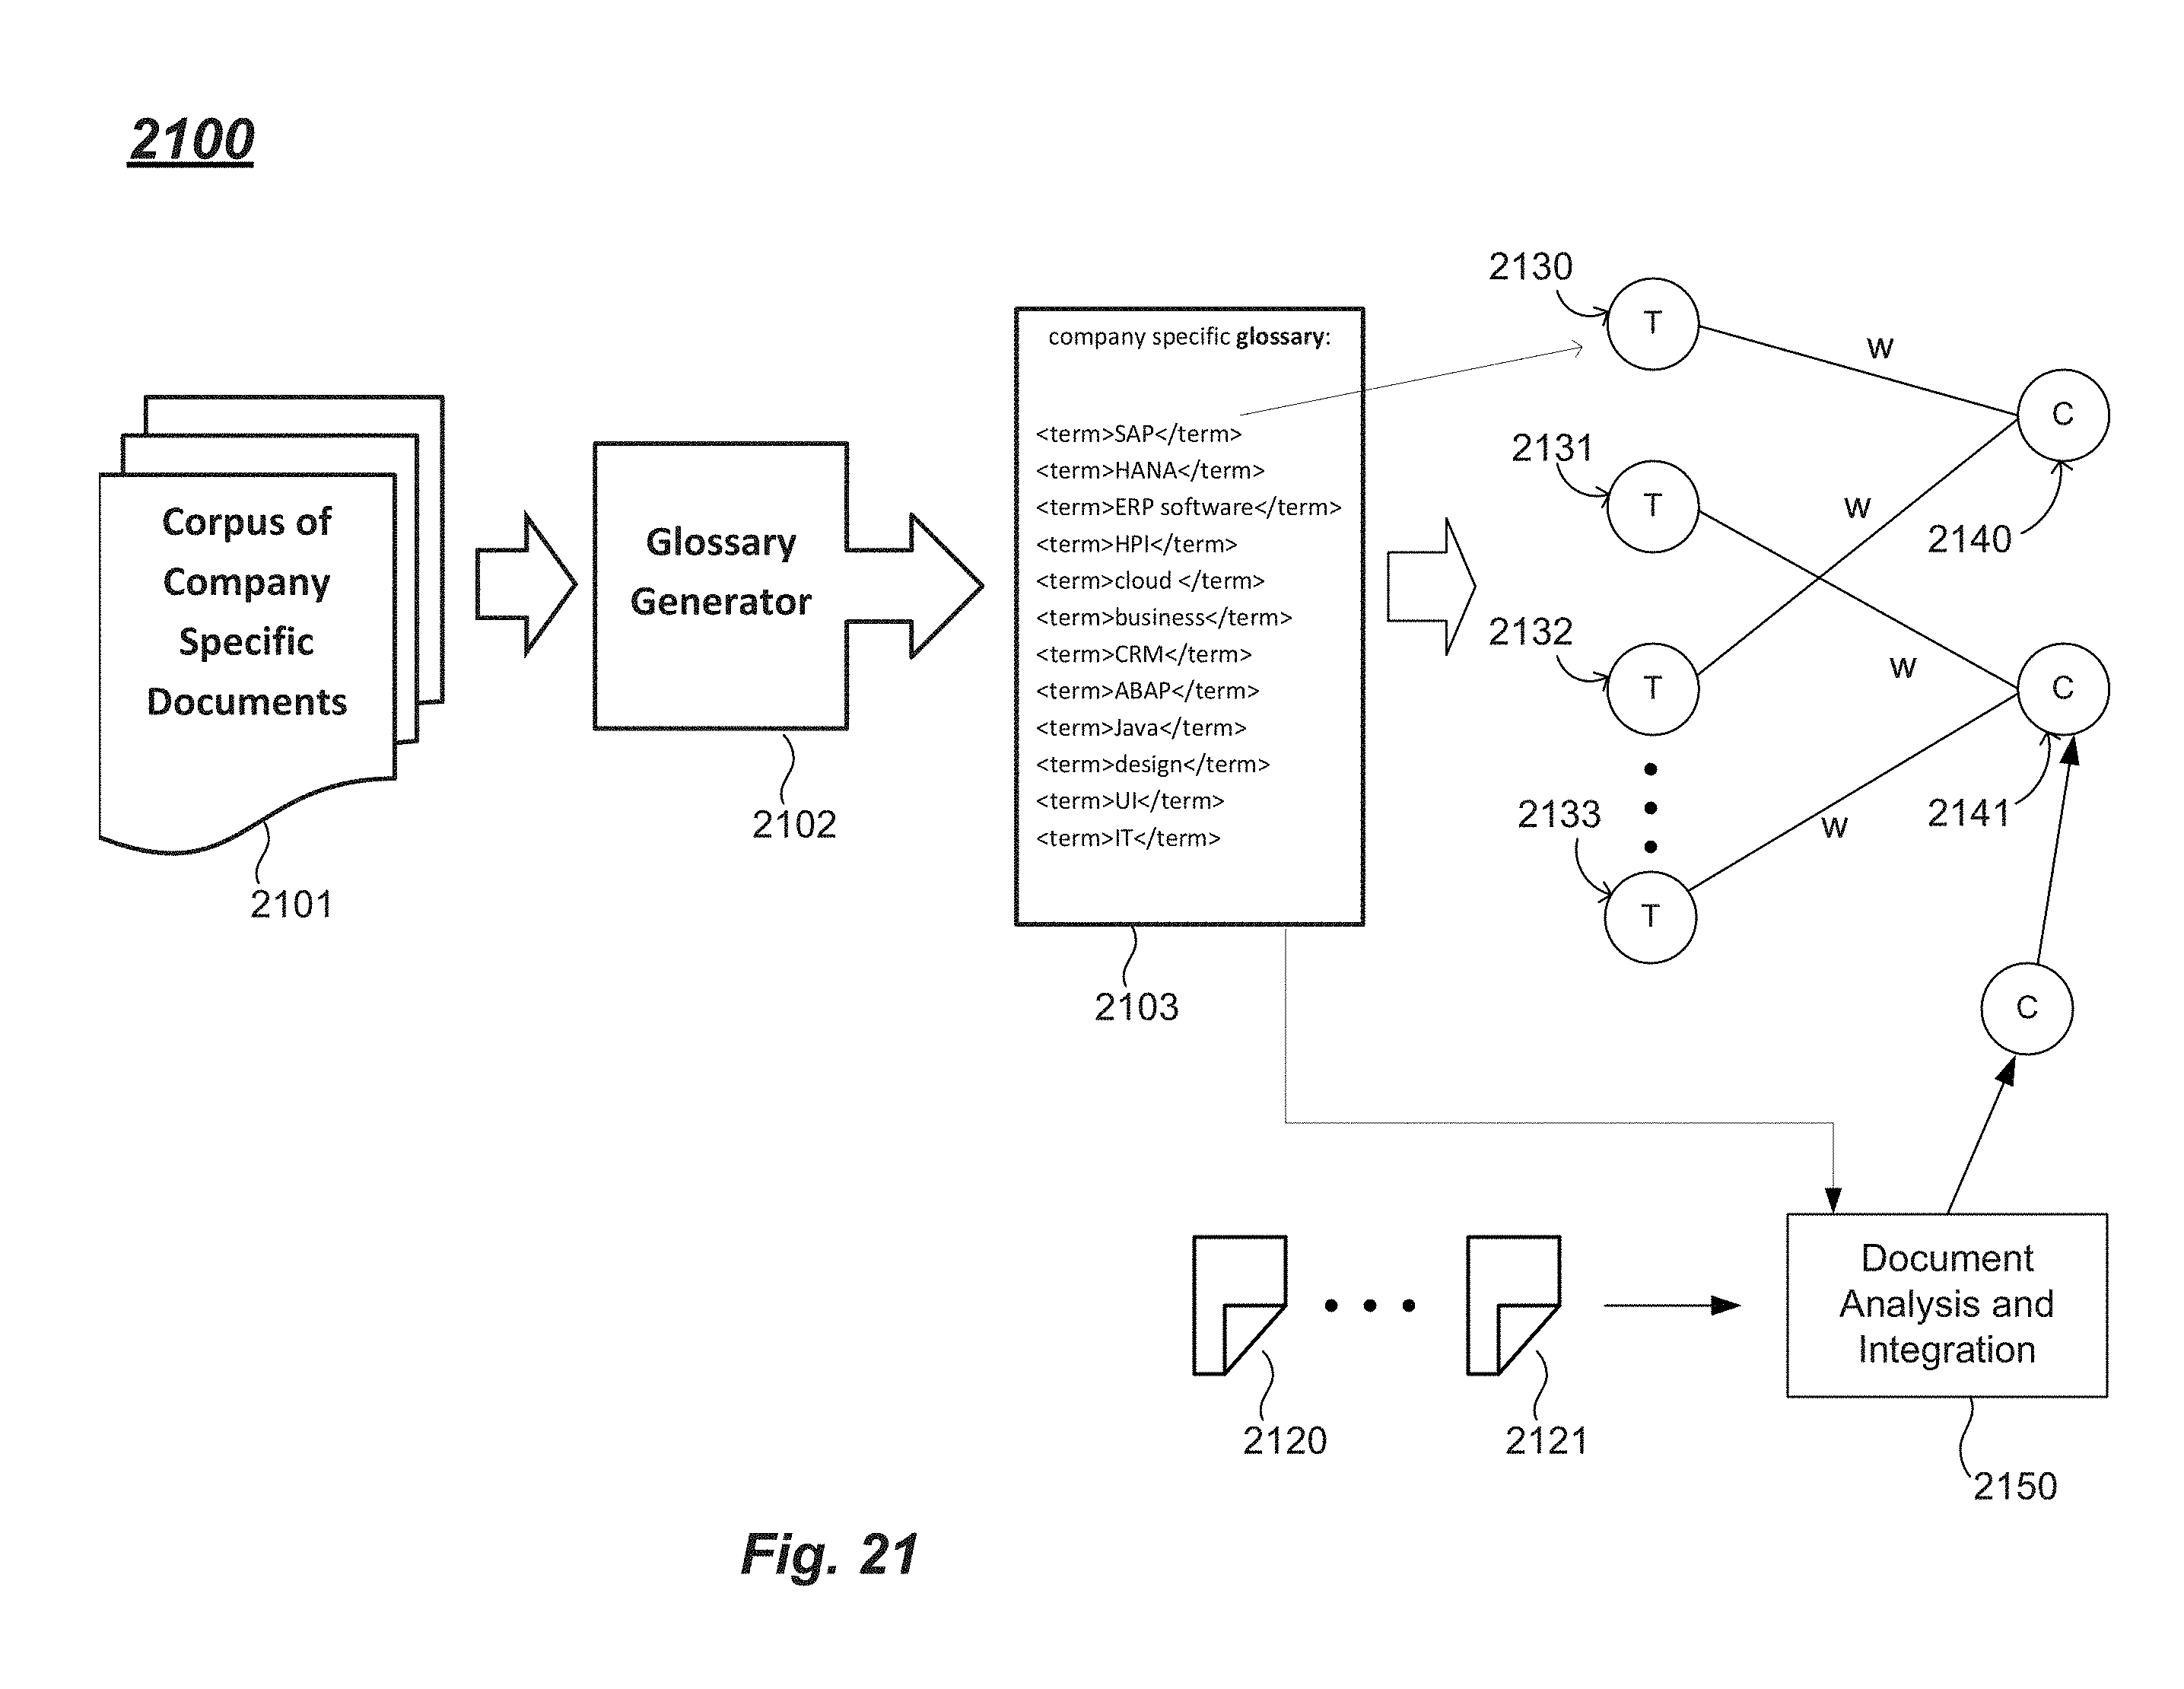 2100
Corpus of
Company
Specific
Documents
2101
Glossary
Generator
2102
company specific glossary:
<term>SAP</term>
<term>HANA</term>
<term>ERP software</term>
<term>HPI</term>
<term>cloud </term>
<term>business</term>
<term>CRM</term>
<term>ABAP</term>
<term>Java</term>
<term>design</term>
<term>UI</term>
<term>IT</term>
2103
2130
T
w
C
2140
2131
T
w
2132
T
w
C
2141
2133
T
w
C
Document
Analysis and
Integration
2150
2120
2121
Fig. 21